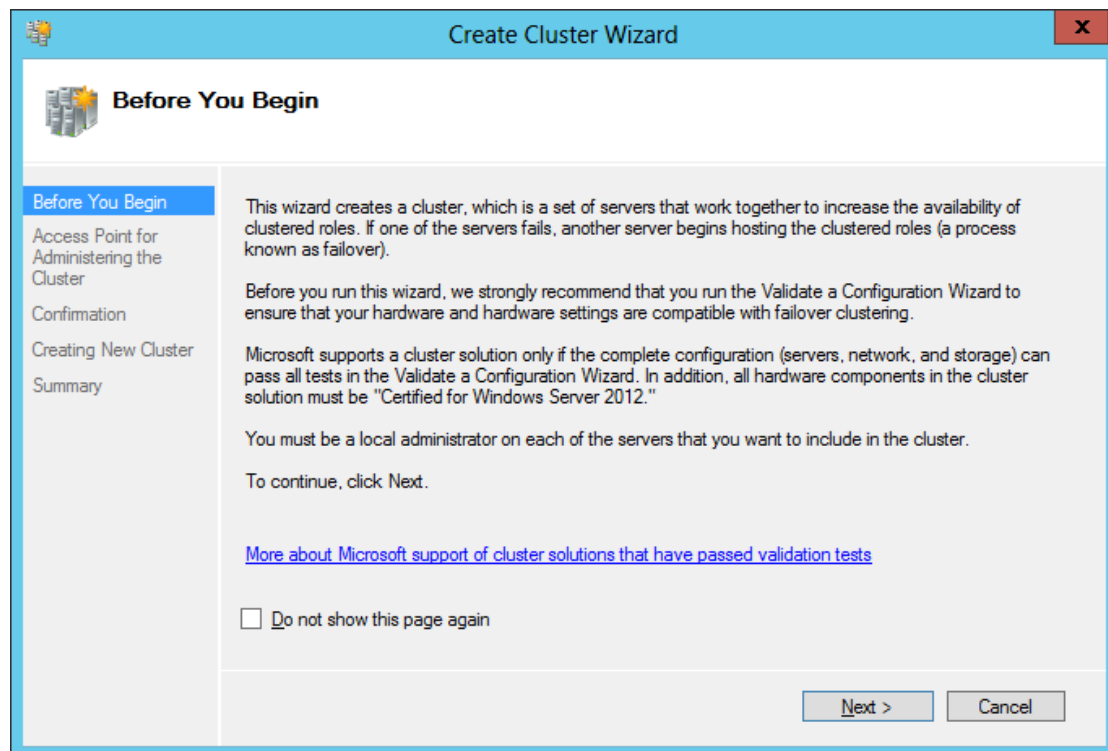 Create Cluster Wizard
x
Before You Begin
Before You Begin
Access Point for
Administering the
Cluster
Confirmation
Creating New Cluster
Summary
This wizard creates a cluster, which is a set of servers that work together to increase the availability of
clustered roles. If one of the servers fails, another server begins hosting the clustered roles (a process
known as failover).
Before you run this wizard, we strongly recommend that you run the Validate a Configuration Wizard to
ensure that your hardware and hardware settings are compatible with failover clustering.
Microsoft supports a cluster solution only if the complete configuration (servers, network, and storage) can
pass all tests in the Validate a Configuration Wizard. In addition, all hardware components in the cluster
solution must be "Certified for Windows Server 2012."
You must be a local administrator on each of the servers that you want to include in the cluster.
To continue, click Next.
More about Microsoft support of cluster solutions that have passed validation tests
Do not show this page again
Next >
Cancel